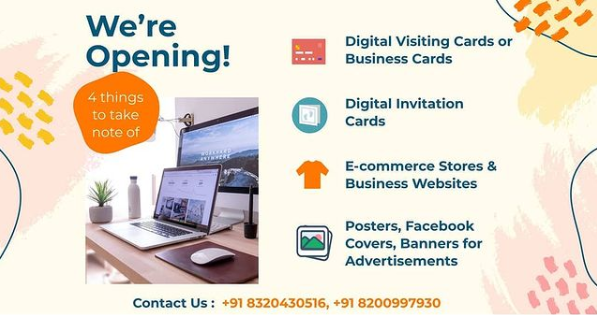 We're
Opening!
4 things
to take
note of
Digital Visiting Cards or
Business Cards
Digital Invitation
Cards
E-commerce Stores &
Business Websites
Posters, Facebook
Covers, Banners for
Advertisements
Contact Us : +91 8320430516, +91 8200997930